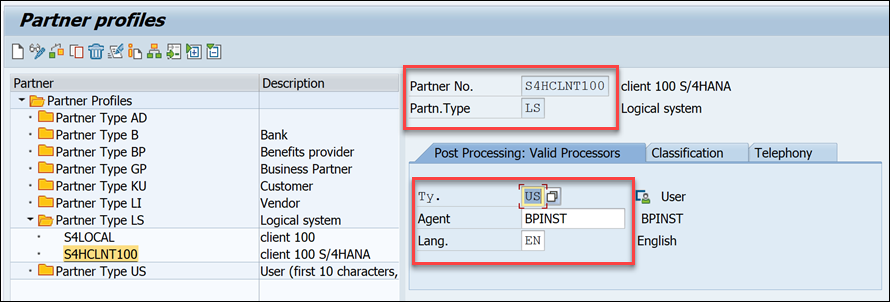 Partner profiles
Partner Description
Partner Profiles
Partner Type AD
Partner Type B Bank
Partner Type BP Benefits provider
Partner Type GP Business Partner
Partner Type KU Customer
Partner Type LI Vendor
Partner Type LS Logical system
S4LOCAL client 100
S4HCLNT100 client 100 S/4HANA
Partner Type US User (first 10 characters,
Partner No. S4HCLNT100 client 100 S/4HANA
Partn.Type LS Logical system
Post Processing: Valid Processors Classification Telephony
Ty. US User
Agent BPINST BPINST
Lang. EN English